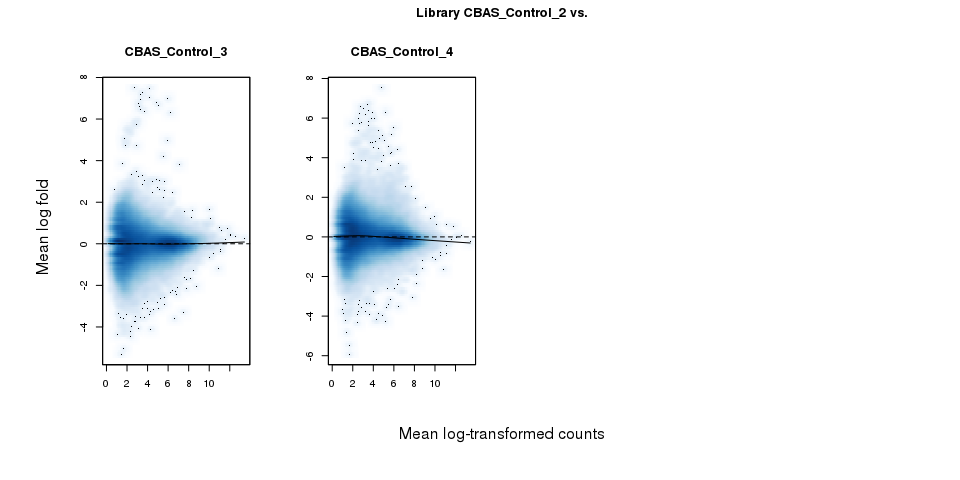 Library CBAS_Control_2 vs.
CBAS_Control_3
CBAS_Control_4
Mean log fold
8
6
4
2
0
-2
-4
0 2 4 6 8 10
8
6
4
2
0
-2
-4
-6
0 2 4 6 8 10
Mean log-transformed counts